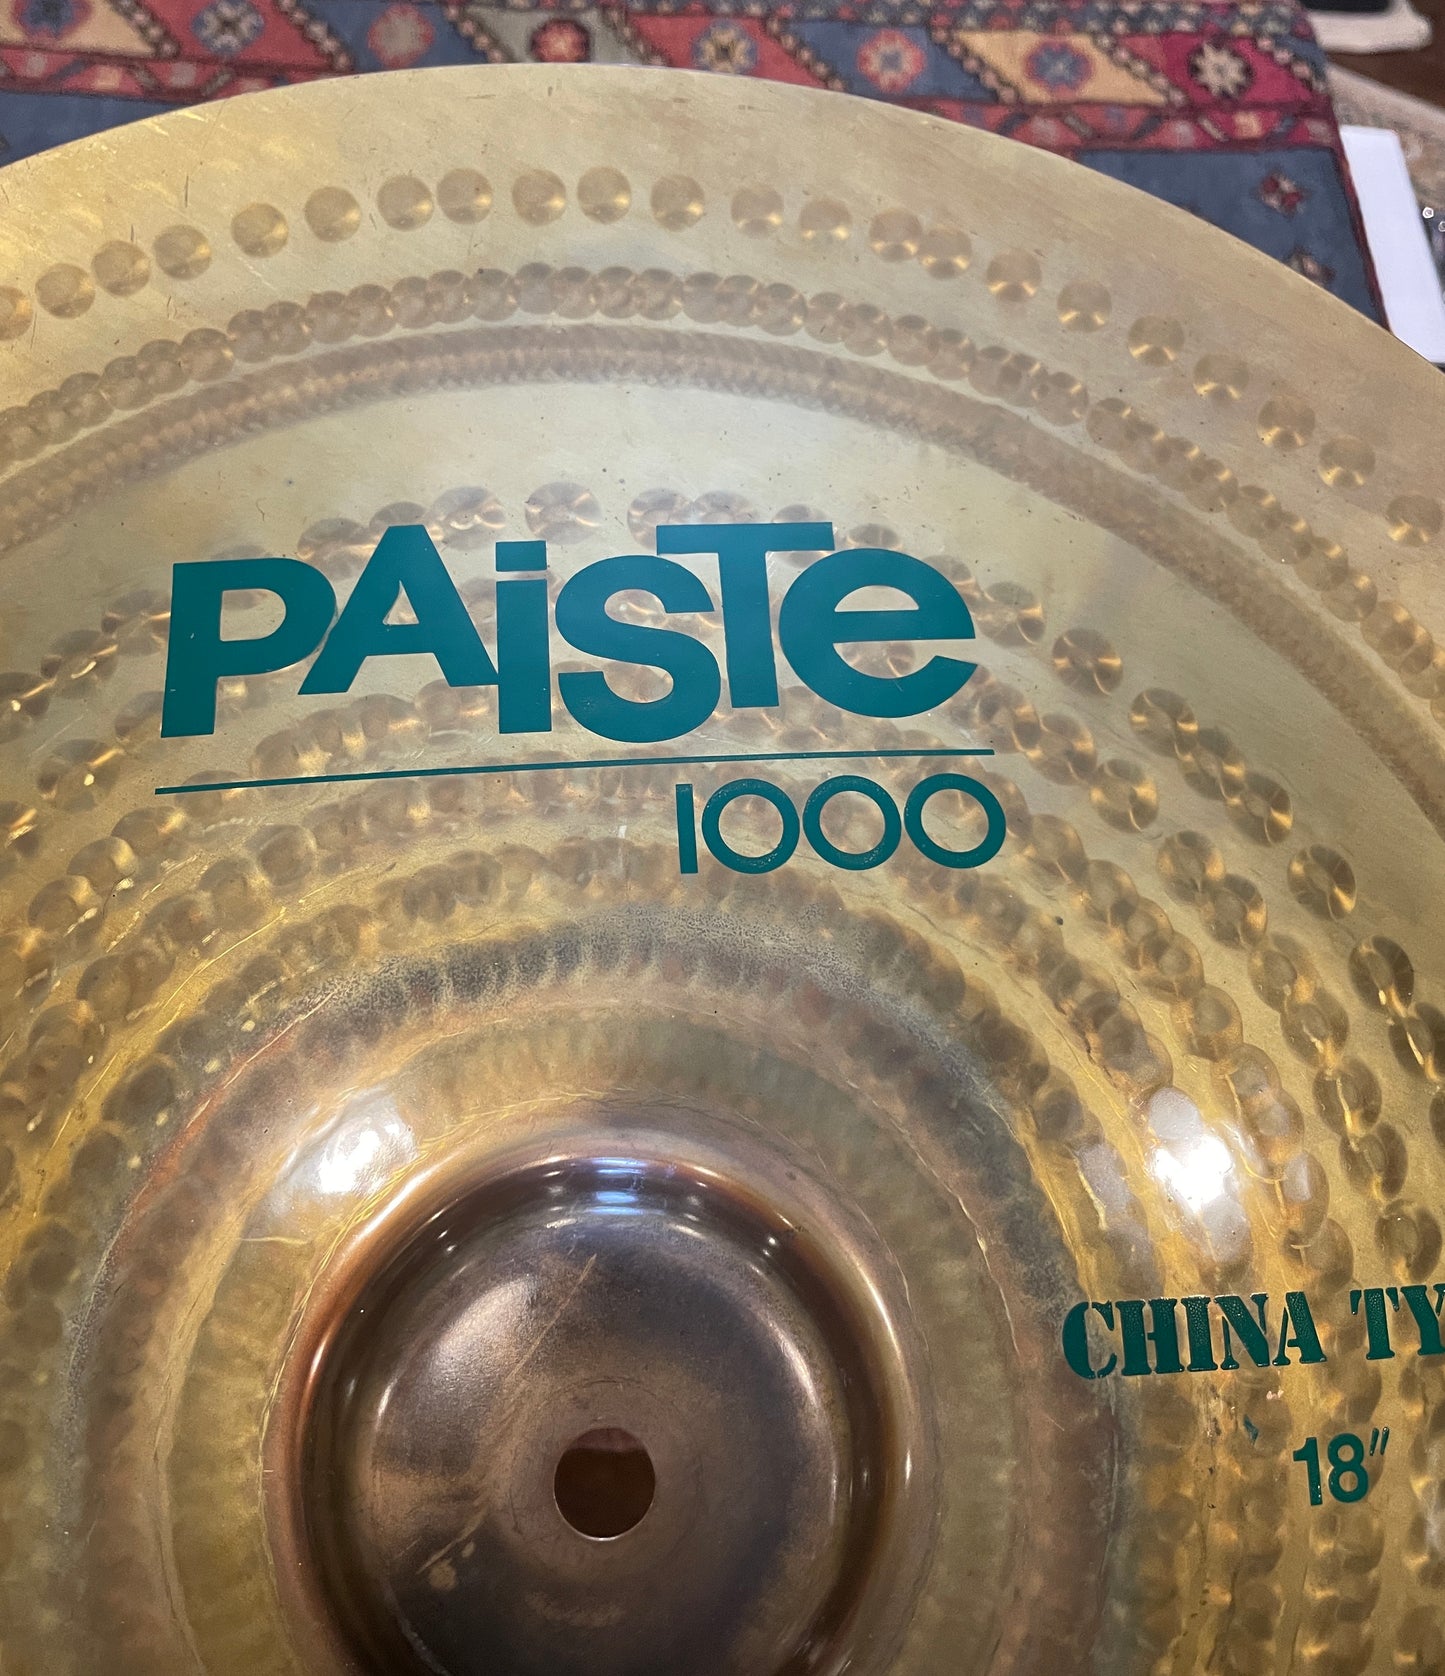 PAiSTe
1000
CHINA TY
18"